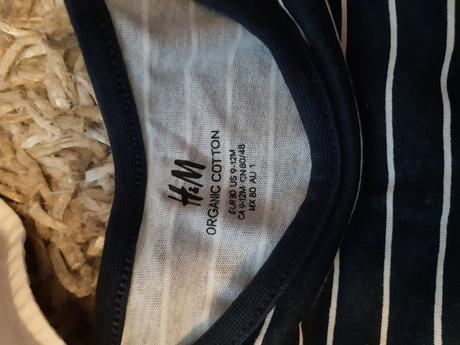 H&M
ORGANIC COTTON
EUR 80 US 9-12M
CA 9-12M CN 80/48
MX 80 AU 1